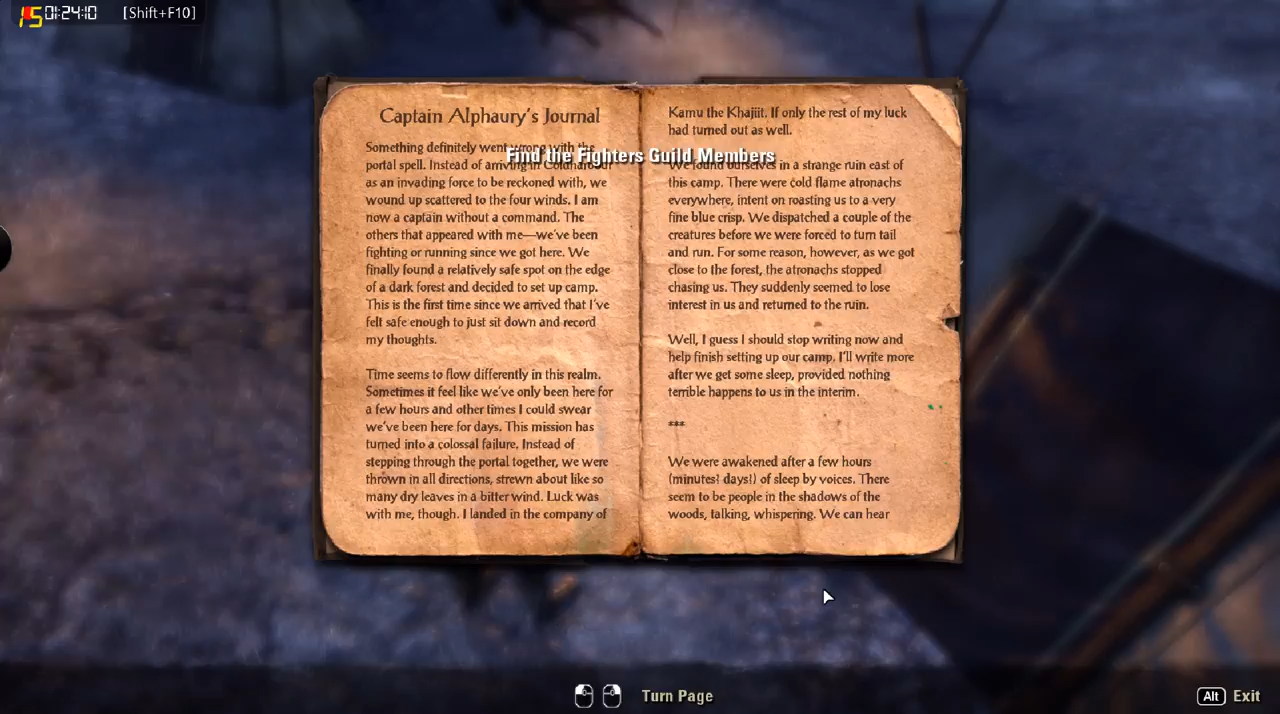 15 01:24:10 [Shift+F10]
Captain Alphaury's Journal
Something definitely went wrong with the
portal spell. Instead of arriving in Coldharbour
as an invading force to be reckoned with, we
wound up scattered to the four winds. I am
now a captain without a command. The
others that appeared with me—we've been
fighting or running since we got here. We
finally found a relatively safe spot on the edge
of a dark forest and decided to set up camp.
This is the first time since we arrived that I've
felt safe enough to just sit down and record
my thoughts.
Time seems to flow differently in this realm.
Sometimes it feel like we've only been here for
a few hours and other times I could swear
we've been here for days. This mission has
turned into a colossal failure. Instead of
stepping through the portal together, we were
thrown in all directions, strewn about like so
many dry leaves in a bitter wind. Luck was
with me, though. I landed in the company of
Kamu the Khajiit. If only the rest of my luck
had turned out as well.
Find the Fighters Guild Members
We found ourselves in a strange ruin east of
this camp. There were cold flame atronachs
everywhere, intent on roasting us to a very
fine blue crisp. We dispatched a couple of the
creatures before we were forced to turn tail
and run. For some reason, however, as we got
close to the forest, the atronachs stopped
chasing us. They suddenly seemed to lose
interest in us and returned to the ruin.
Well, I guess I should stop writing now and
help finish setting up our camp. I'll write more
after we get some sleep, provided nothing
terrible happens to us in the interim.
***
We were awakened after a few hours
(minutes? days?) of sleep by voices. There
seem to be people in the shadows of the
woods, talking, whispering. We can hear
Turn Page
Alt Exit